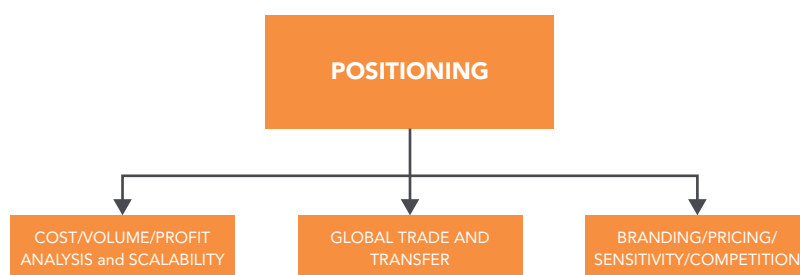 POSITIONING
COST/VOLUME/PROFIT
ANALYSIS and SCALABILITY
GLOBAL TRADE AND
TRANSFER
BRANDING/PRICING/
SENSITIVITY/COMPETITION